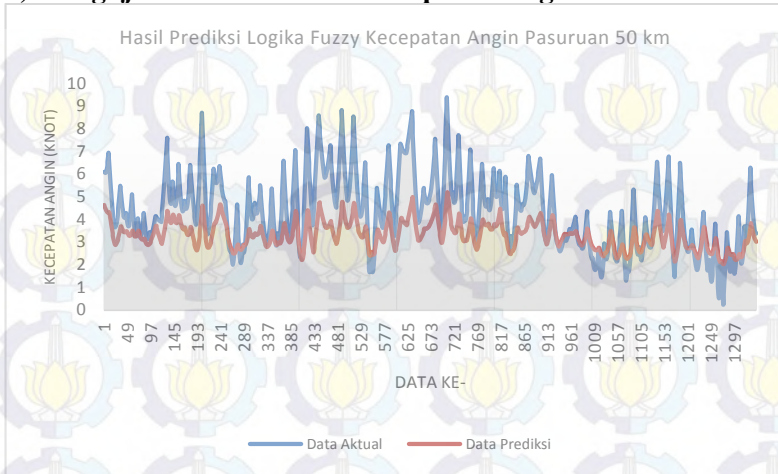 Hasil Prediksi Logika Fuzzy Kecepatan Angin Pasuruan 50 km
KECEPATAN ANGIN (KNOT)
10
9
8
7
6
5
4
3
2
1
0
1 49 97 145 193 241 289 337 385 433 481 529 577 625 673 721 769 817 865 913 961 1009 1057 1105 1153 1201 1249 1297
DATA KE-
Data Aktual Data Prediksi